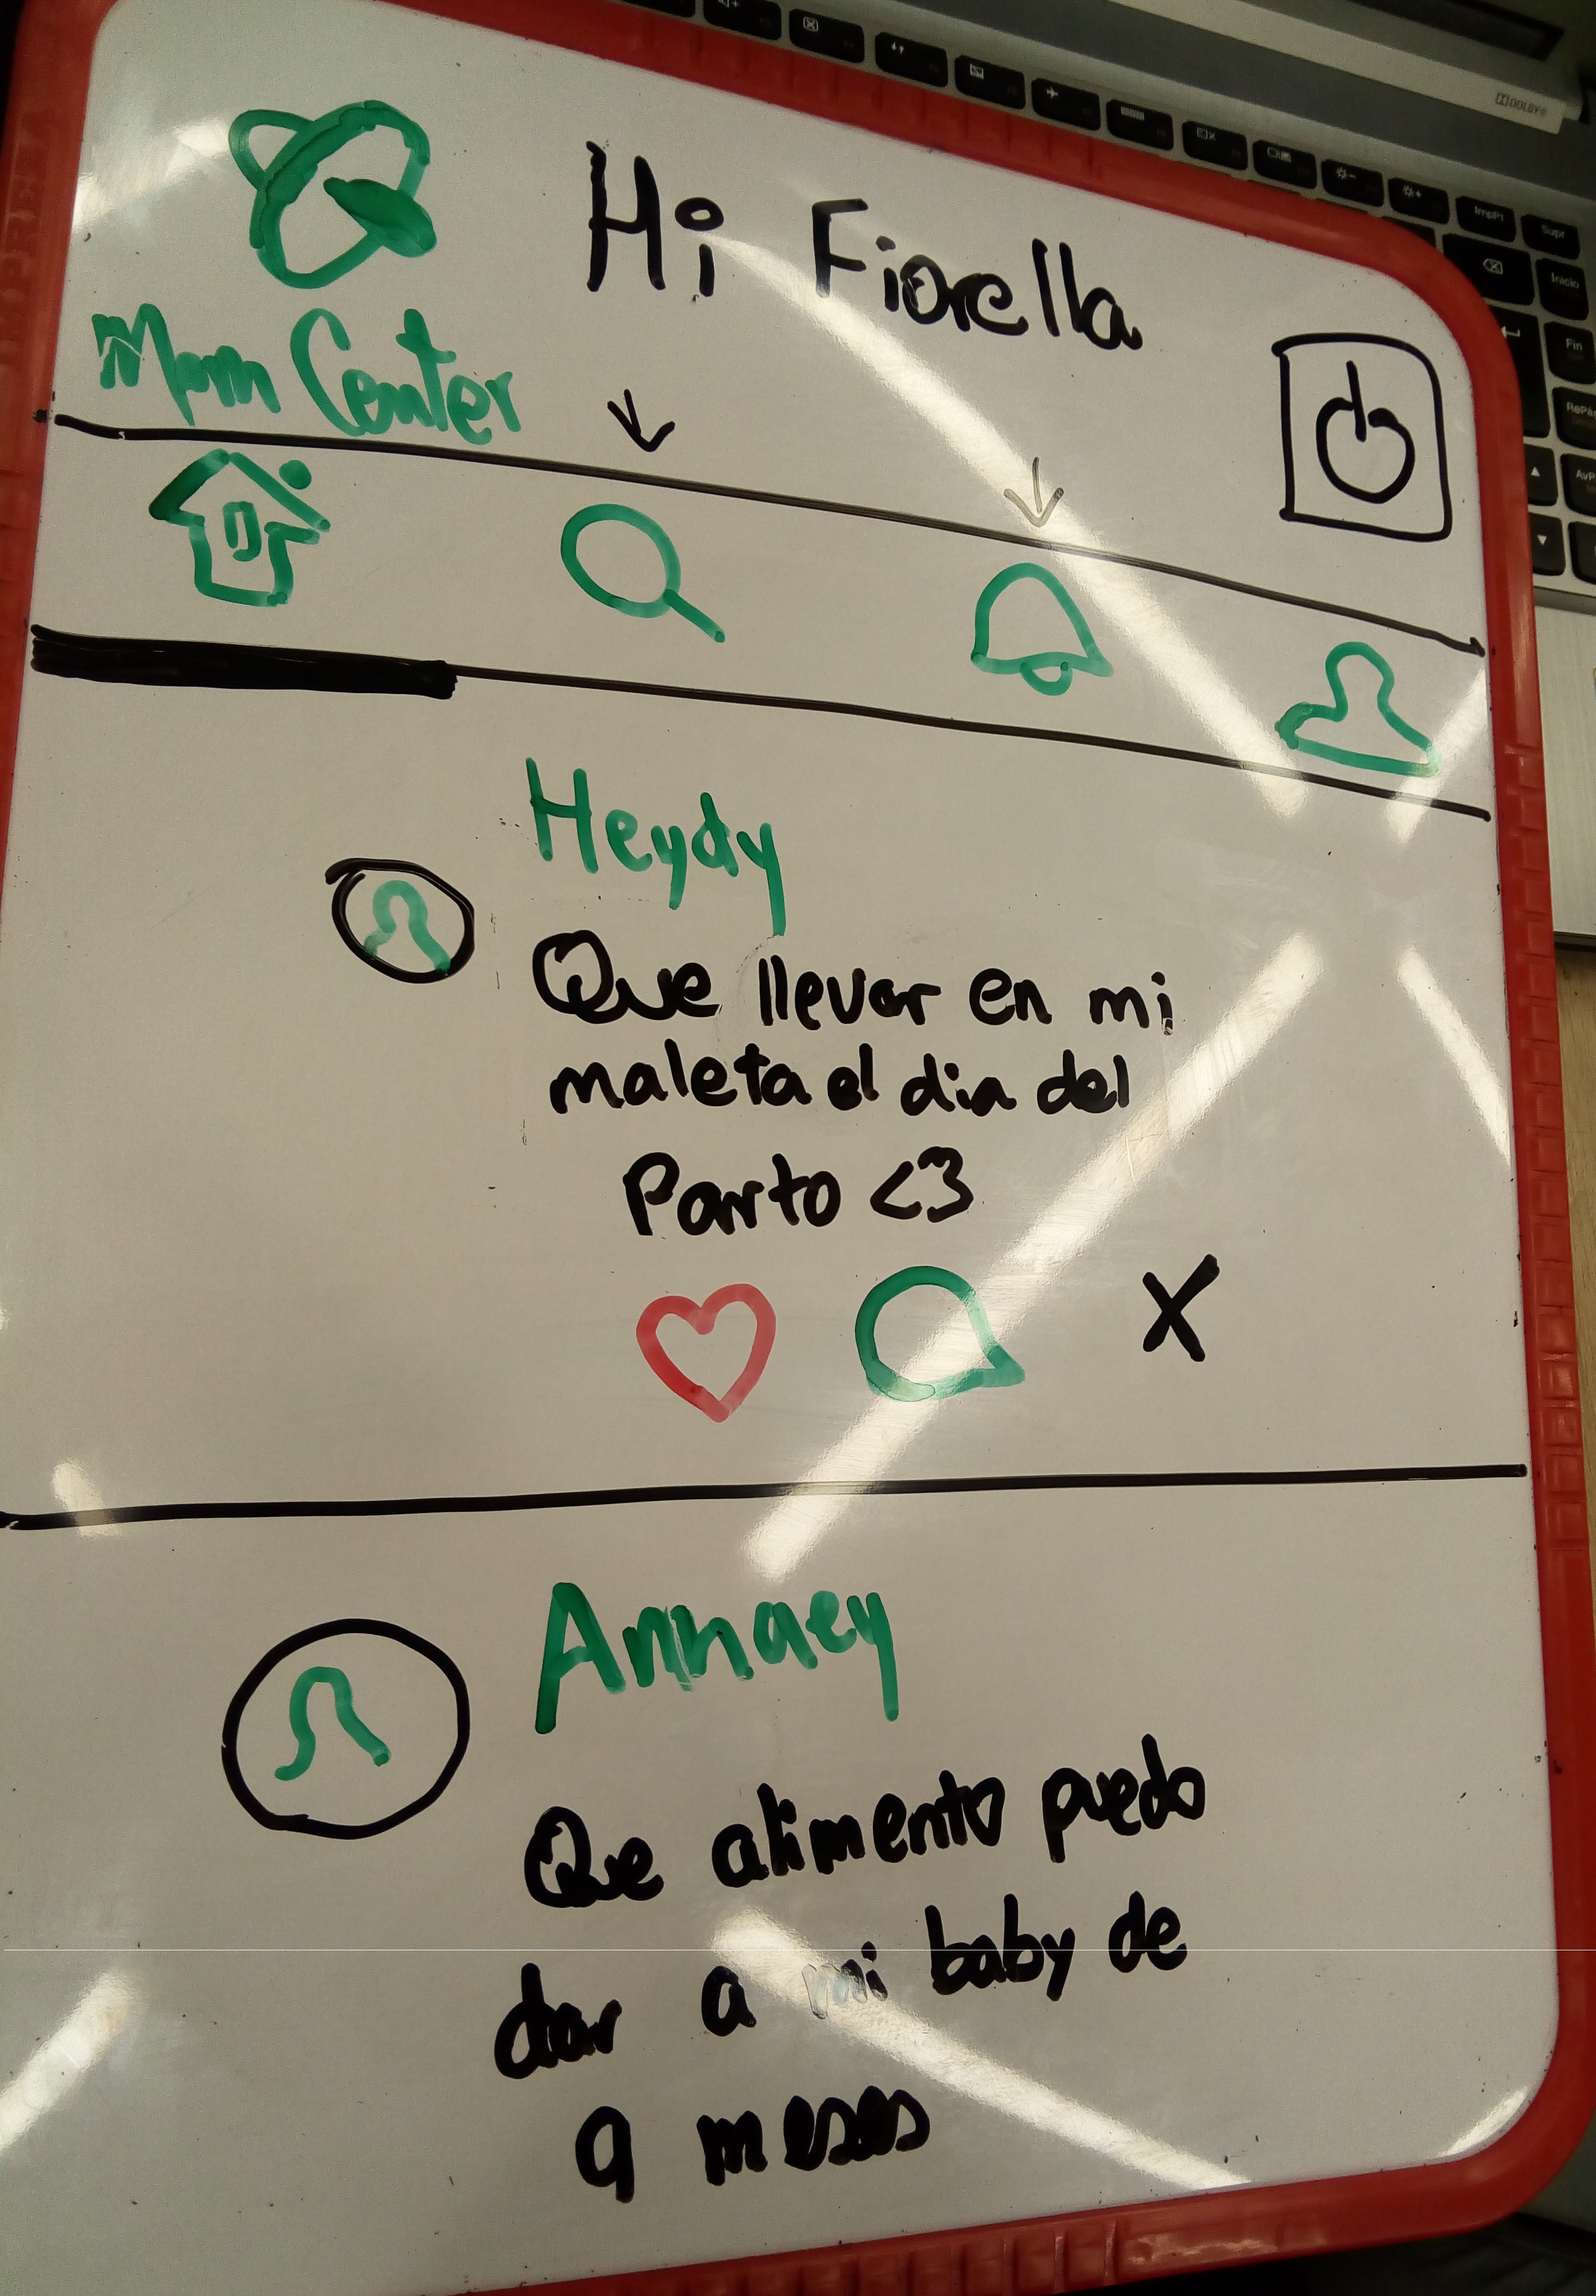 Hi Fiorella
Mom Center
Heydy
Que llevar en mi
maleta el dia del
Parto <3
X
Annaey
Que alimento puedo
dar a mi baby de
9 meses
DOLBY
ImpPt
Supr
Inicio
Fin
RePág
AvP